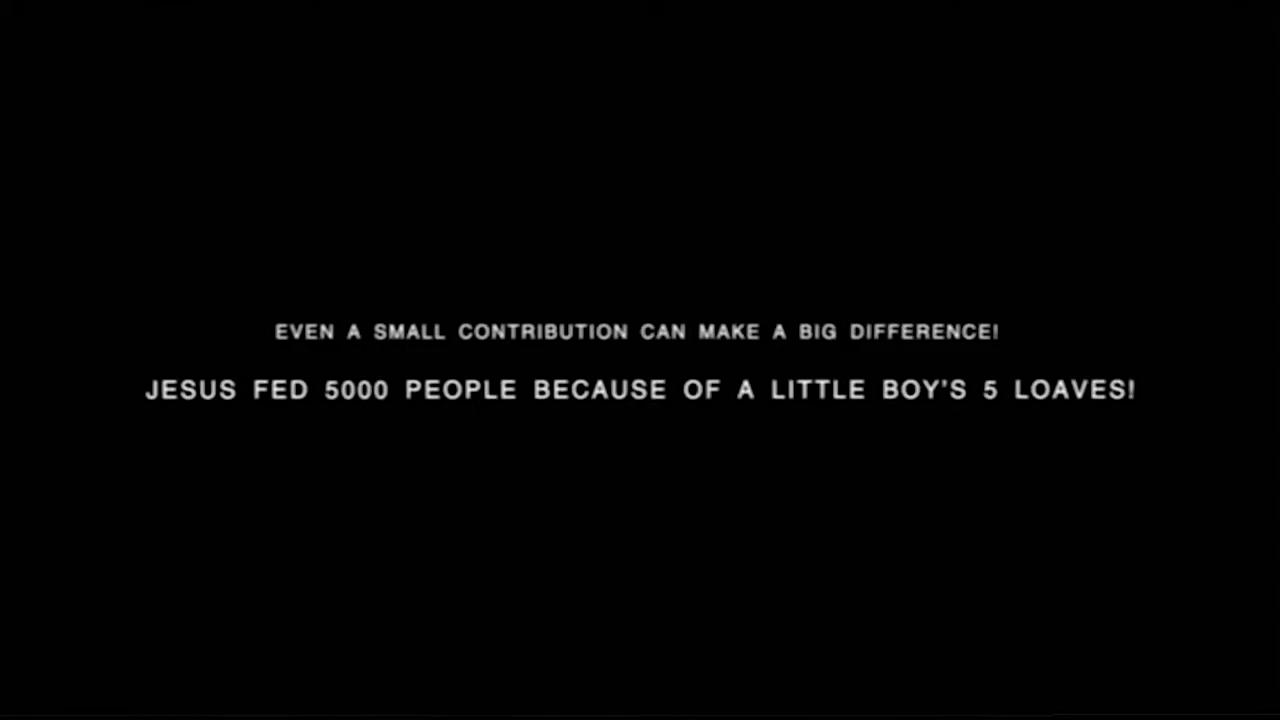 EVEN A SMALL CONTRIBUTION CAN MAKE A BIG DIFFERENCE!
JESUS FED 5000 PEOPLE BECAUSE OF A LITTLE BOY'S 5 LOAVES!